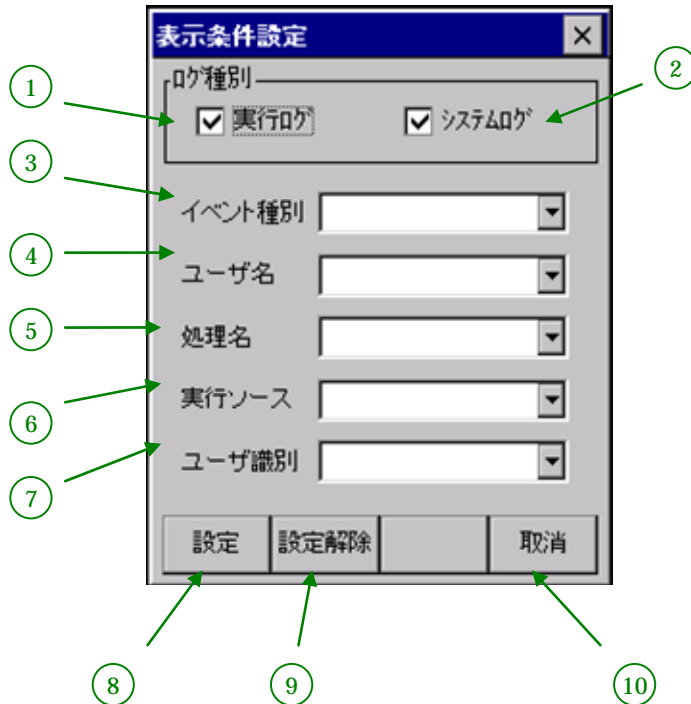 表示条件設定
ﾛｸﾞ種別
① 実行ﾛｸﾞ ｼｽﾃﾑﾛｸﾞ ②
③ イベント種別
④ ユーザ名
⑤ 処理名
⑥ 実行ソース
⑦ ユーザ識別
設定 設定解除 取消
⑧ ⑨ ⑩